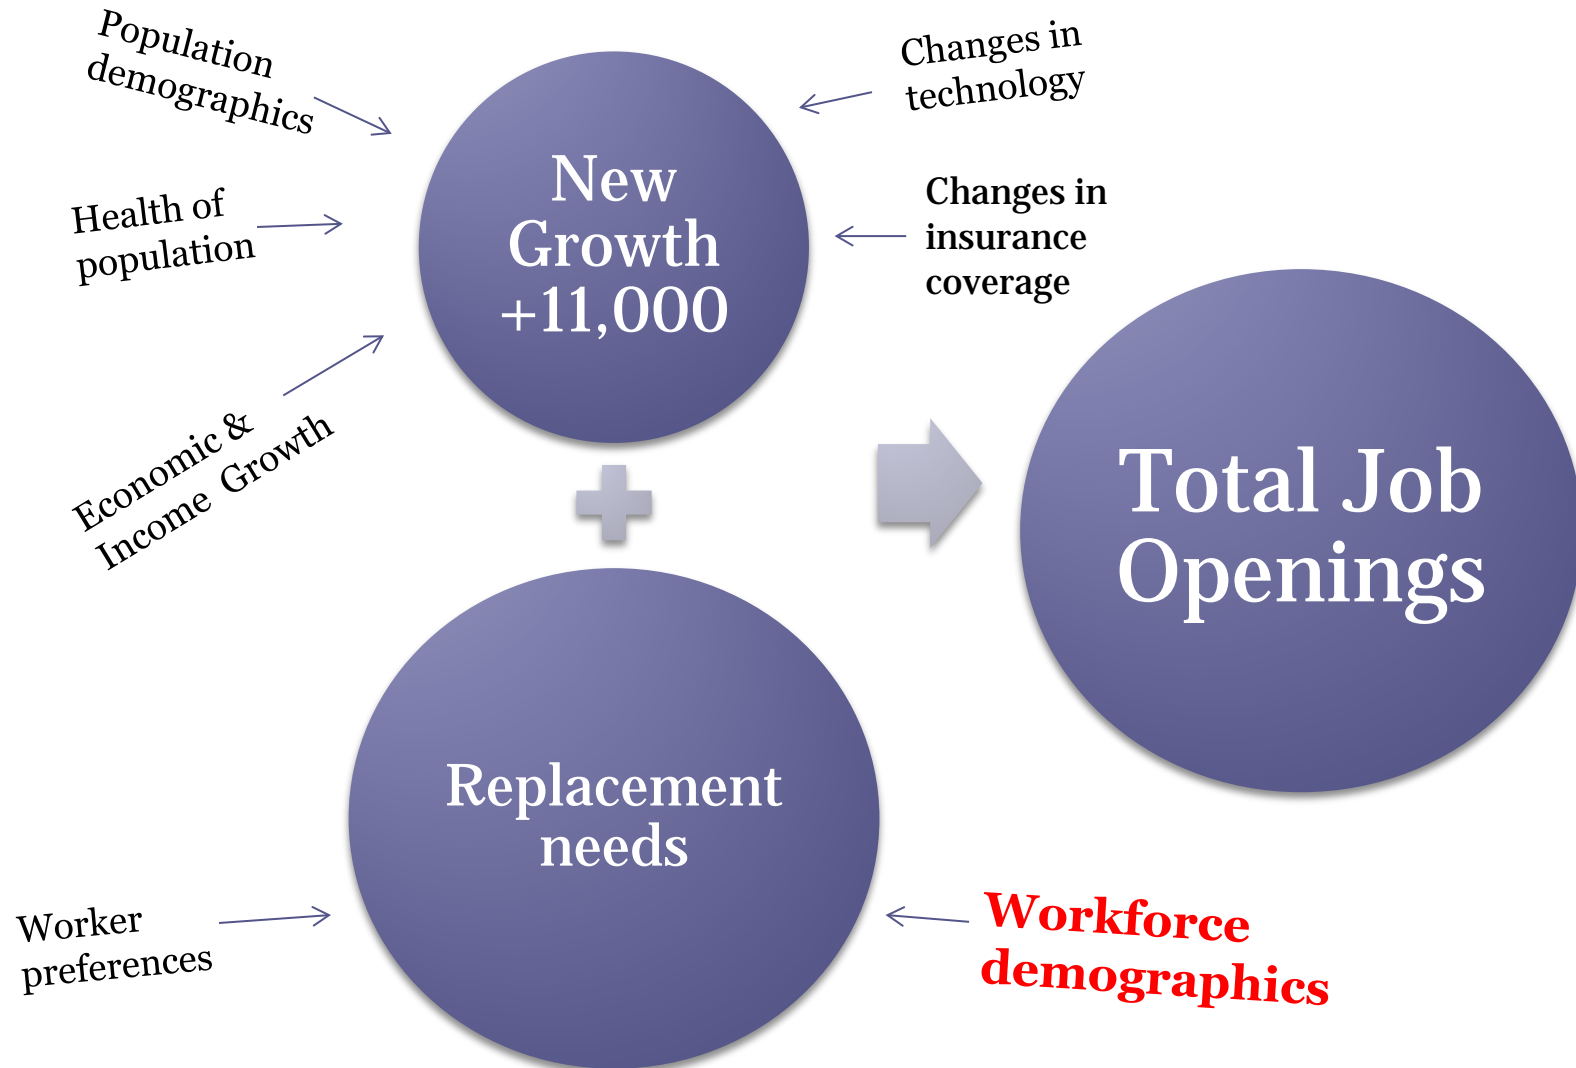 Population
demographics
Changes in
technology
New
Growth
+11,000
Health of
population
Changes in
insurance
coverage
Economic &
Income Growth
Total Job
Openings
Replacement
needs
Worker
preferences
Workforce
demographics